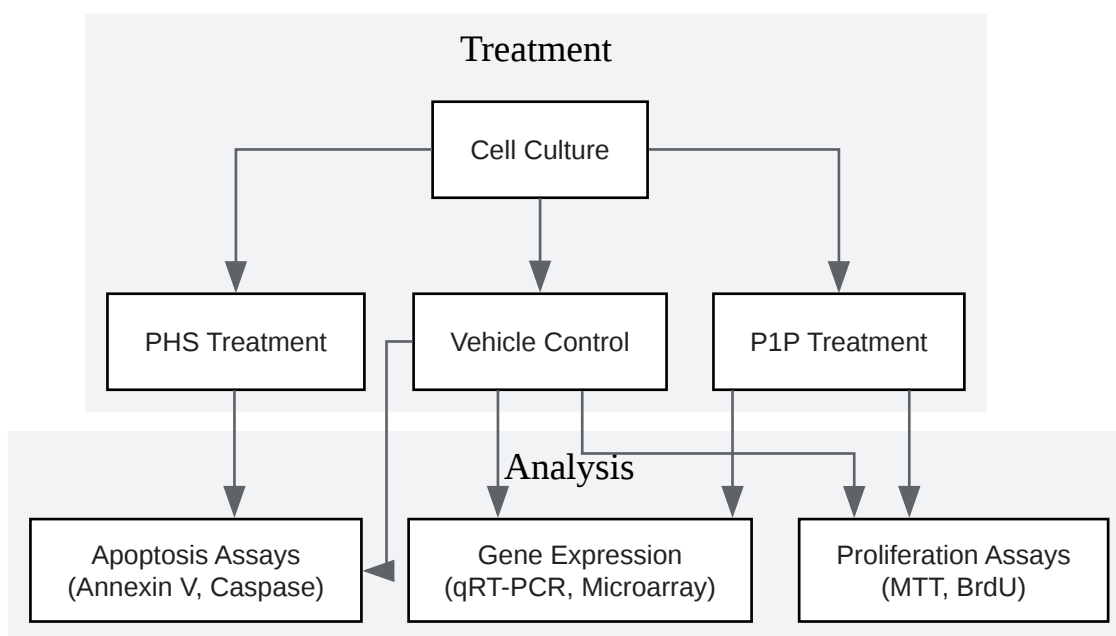 Treatment
Cell Culture
PHS Treatment
Vehicle Control
P1P Treatment
Analysis
Apoptosis Assays
(Annexin V, Caspase)
Gene Expression
(qRT-PCR, Microarray)
Proliferation Assays
(MTT, BrdU)